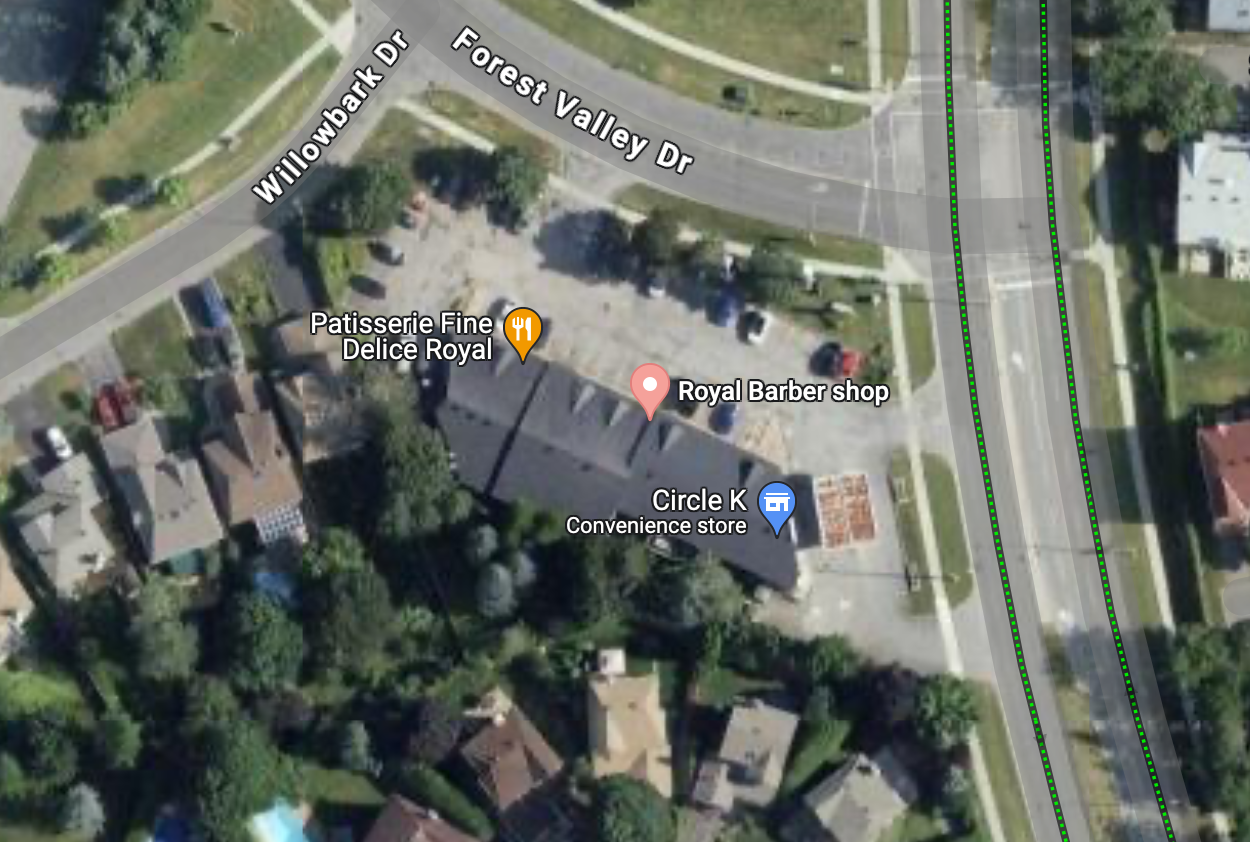 Willowbark Dr
Forest Valley Dr
Patisserie Fine
Delice Royal
Royal Barber shop
Circle K
Convenience store